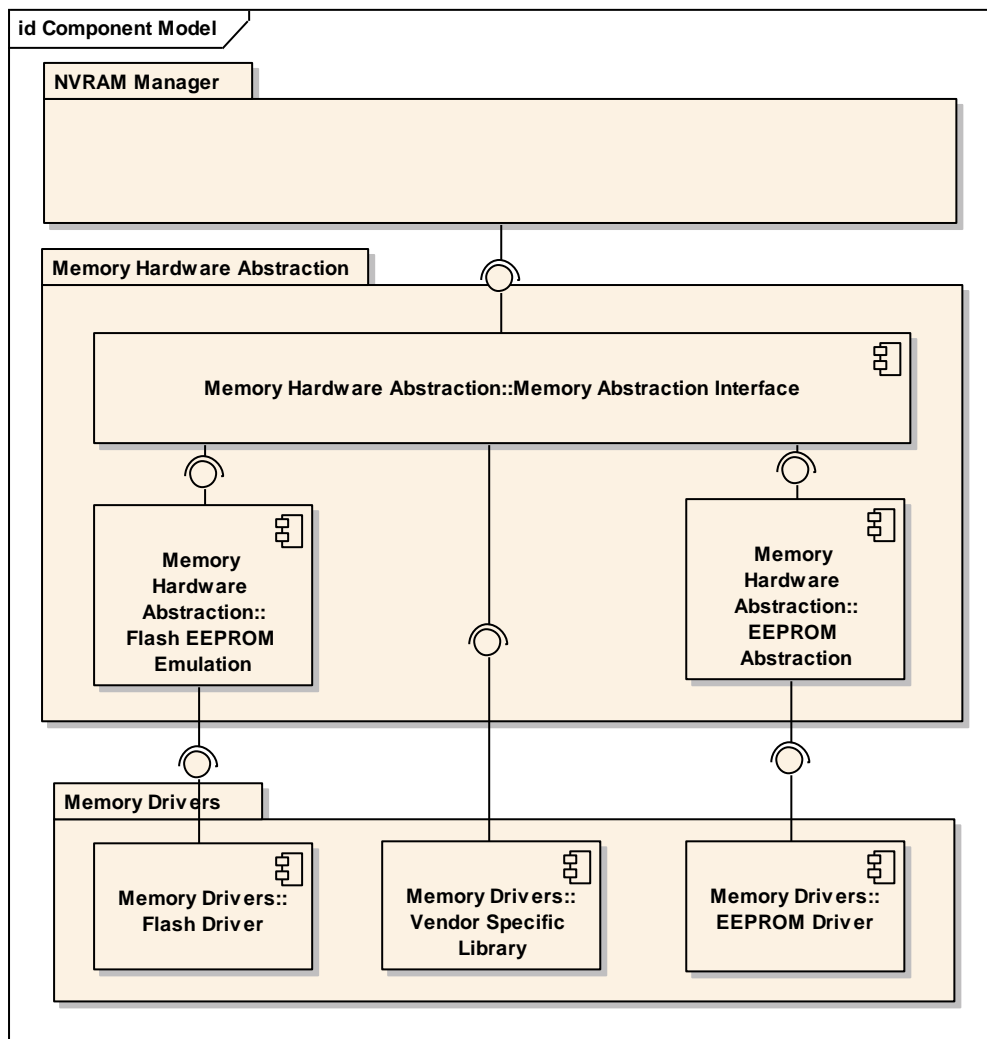 id Component Model
NVRAM Manager
Memory Hardware Abstraction
Memory Hardware Abstraction::Memory Abstraction Interface
Memory
Hardware
Abstraction::
Flash EEPROM
Emulation
Memory
Hardware
Abstraction::
EEPROM
Abstraction
Memory Drivers
Memory Drivers::
Flash Driver
Memory Drivers::
Vendor Specific
Library
Memory Drivers::
EEPROM Driver